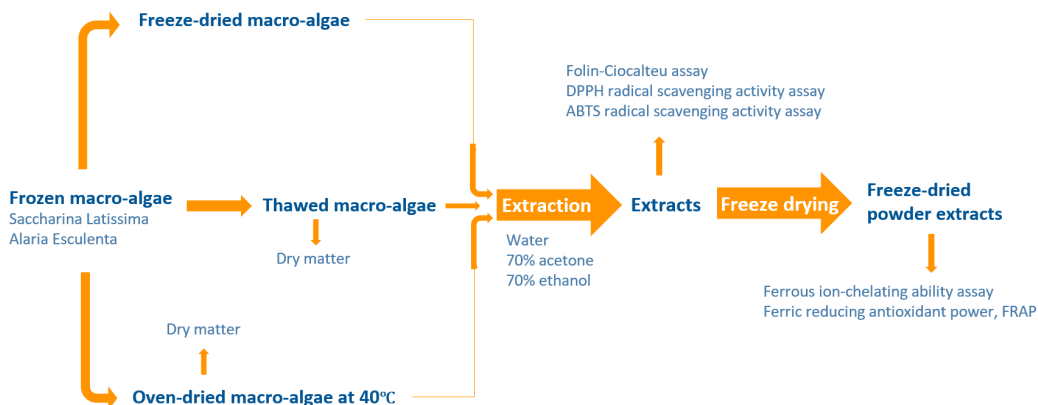 Freeze-dried macro-algae
Folin-Ciocalteu assay
DPPH radical scavenging activity assay
ABTS radical scavenging activity assay
Frozen macro-algae
Saccharina Latissima
Alaria Esculenta
Thawed macro-algae
Dry matter
Extraction
Water
70% acetone
70% ethanol
Extracts
Freeze drying
Freeze-dried
powder extracts
Ferrous ion-chelating ability assay
Ferric reducing antioxidant power, FRAP
Dry matter
Oven-dried macro-algae at 40℃